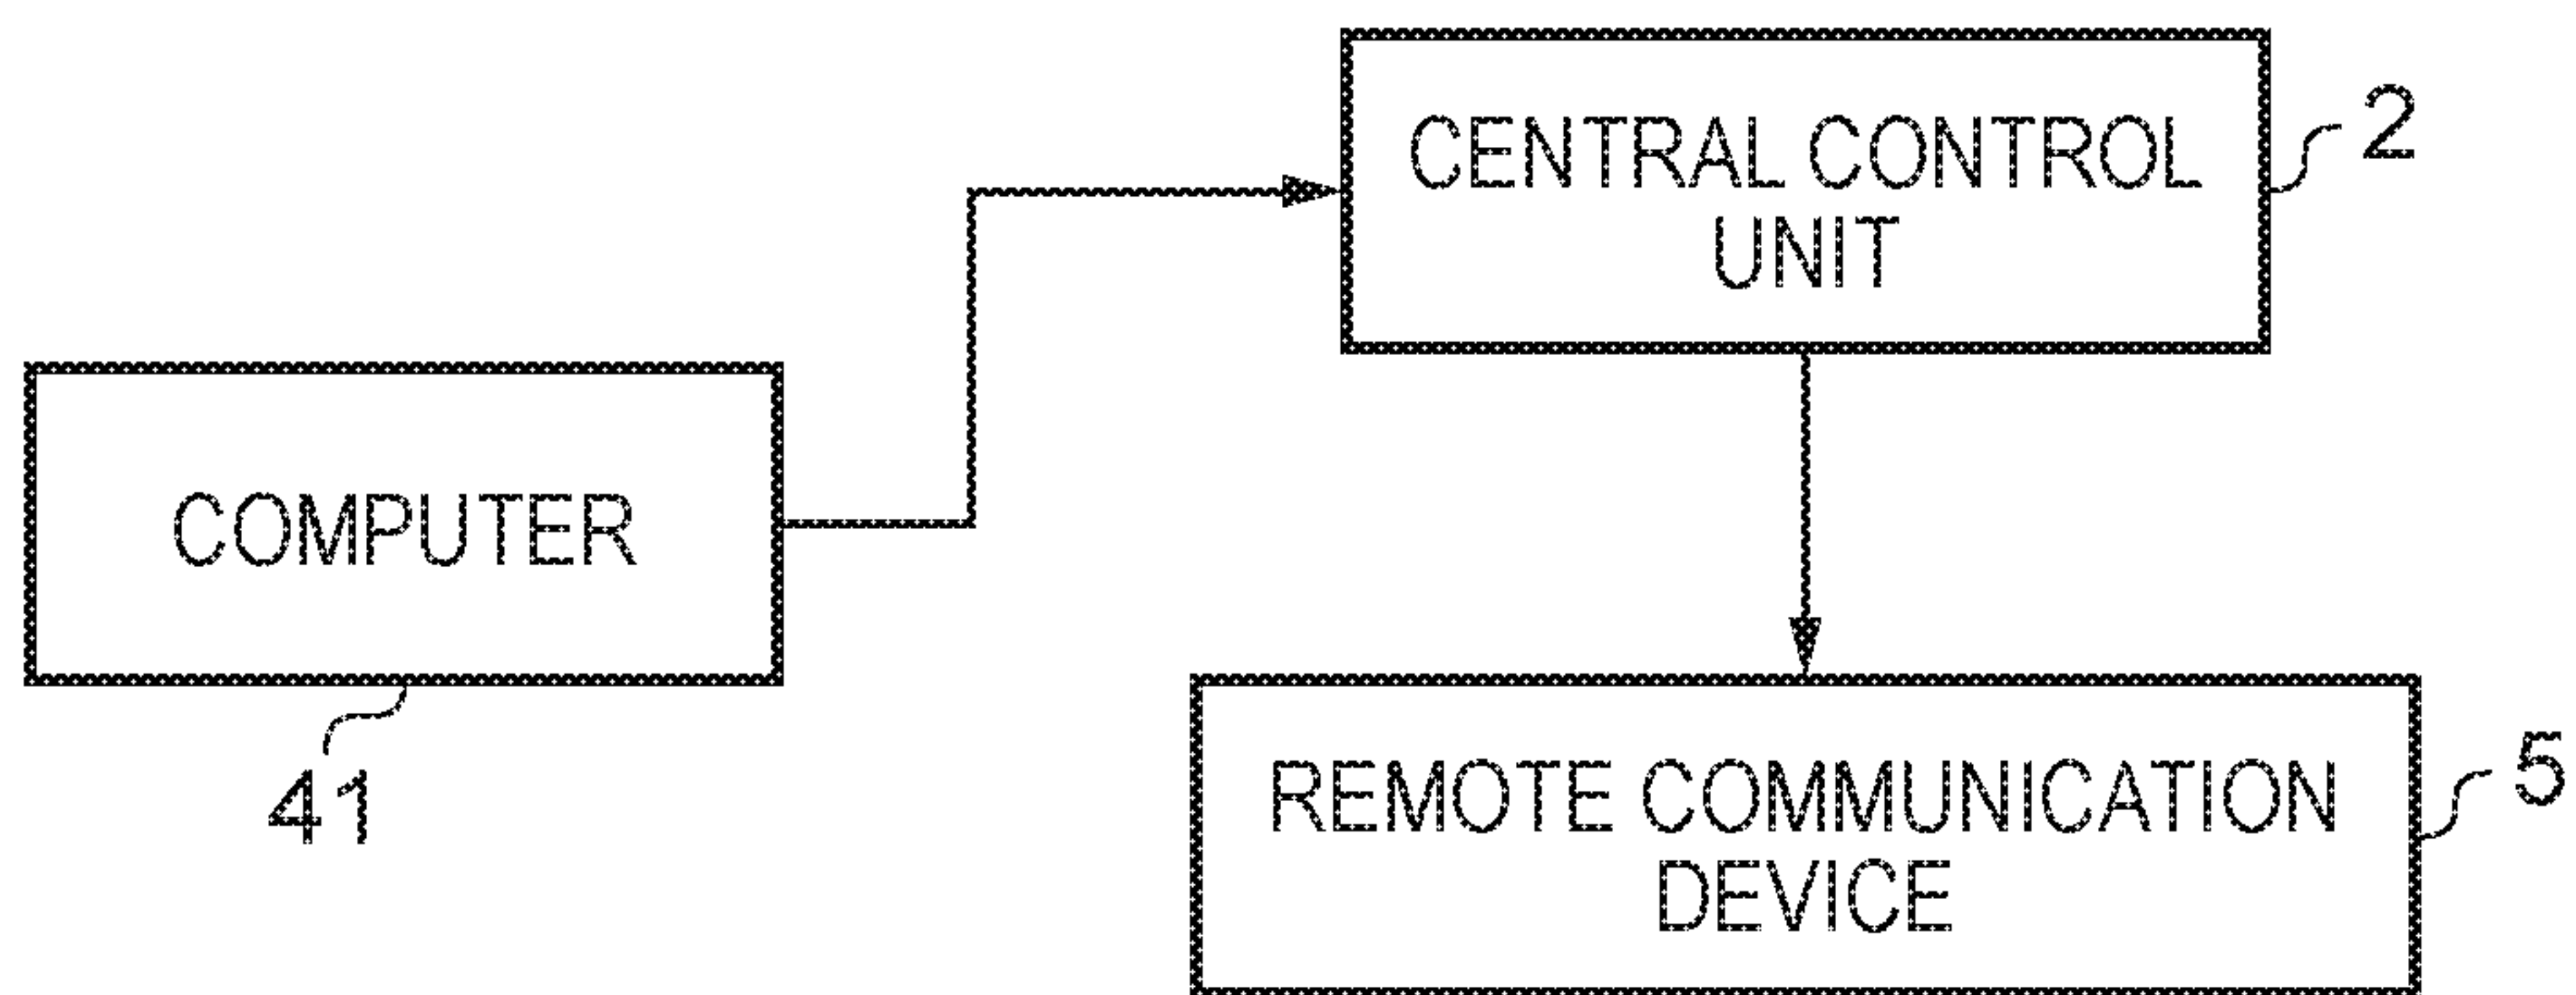 CENTRAL CONTROL
UNIT
2
COMPUTER
41
REMOTE COMMUNICATION
DEVICE
5